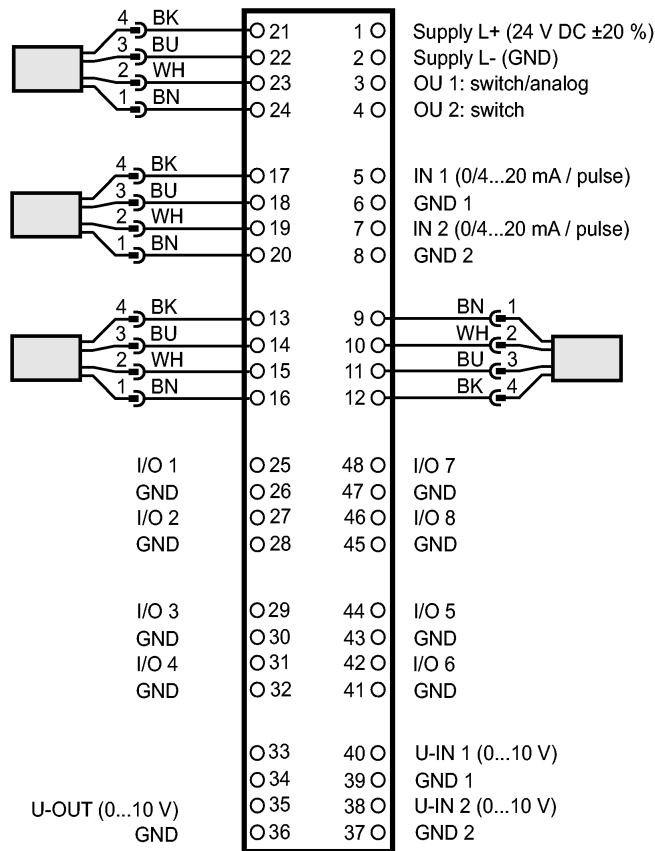 4 BK 21 1 Supply L+ (24 V DC ±20 %)
3 BU 22 2 Supply L- (GND)
2 WH 23 3 OU 1: switch/analog
1 BN 24 4 OU 2: switch
4 BK 17 5 IN 1 (0/4...20 mA / pulse)
3 BU 18 6 GND 1
2 WH 19 7 IN 2 (0/4...20 mA / pulse)
1 BN 20 8 GND 2
4 BK 13 9 BN 1
3 BU 14 10 WH 2
2 WH 15 11 BU 3
1 BN 16 12 BK 4
I/O 1 25 48 I/O 7
GND 26 47 GND
I/O 2 27 46 I/O 8
GND 28 45 GND
I/O 3 29 44 I/O 5
GND 30 43 GND
I/O 4 31 42 I/O 6
GND 32 41 GND
33 40 U-IN 1 (0...10 V)
34 39 GND 1
U-OUT (0...10 V) 35 38 U-IN 2 (0...10 V)
GND 36 37 GND 2